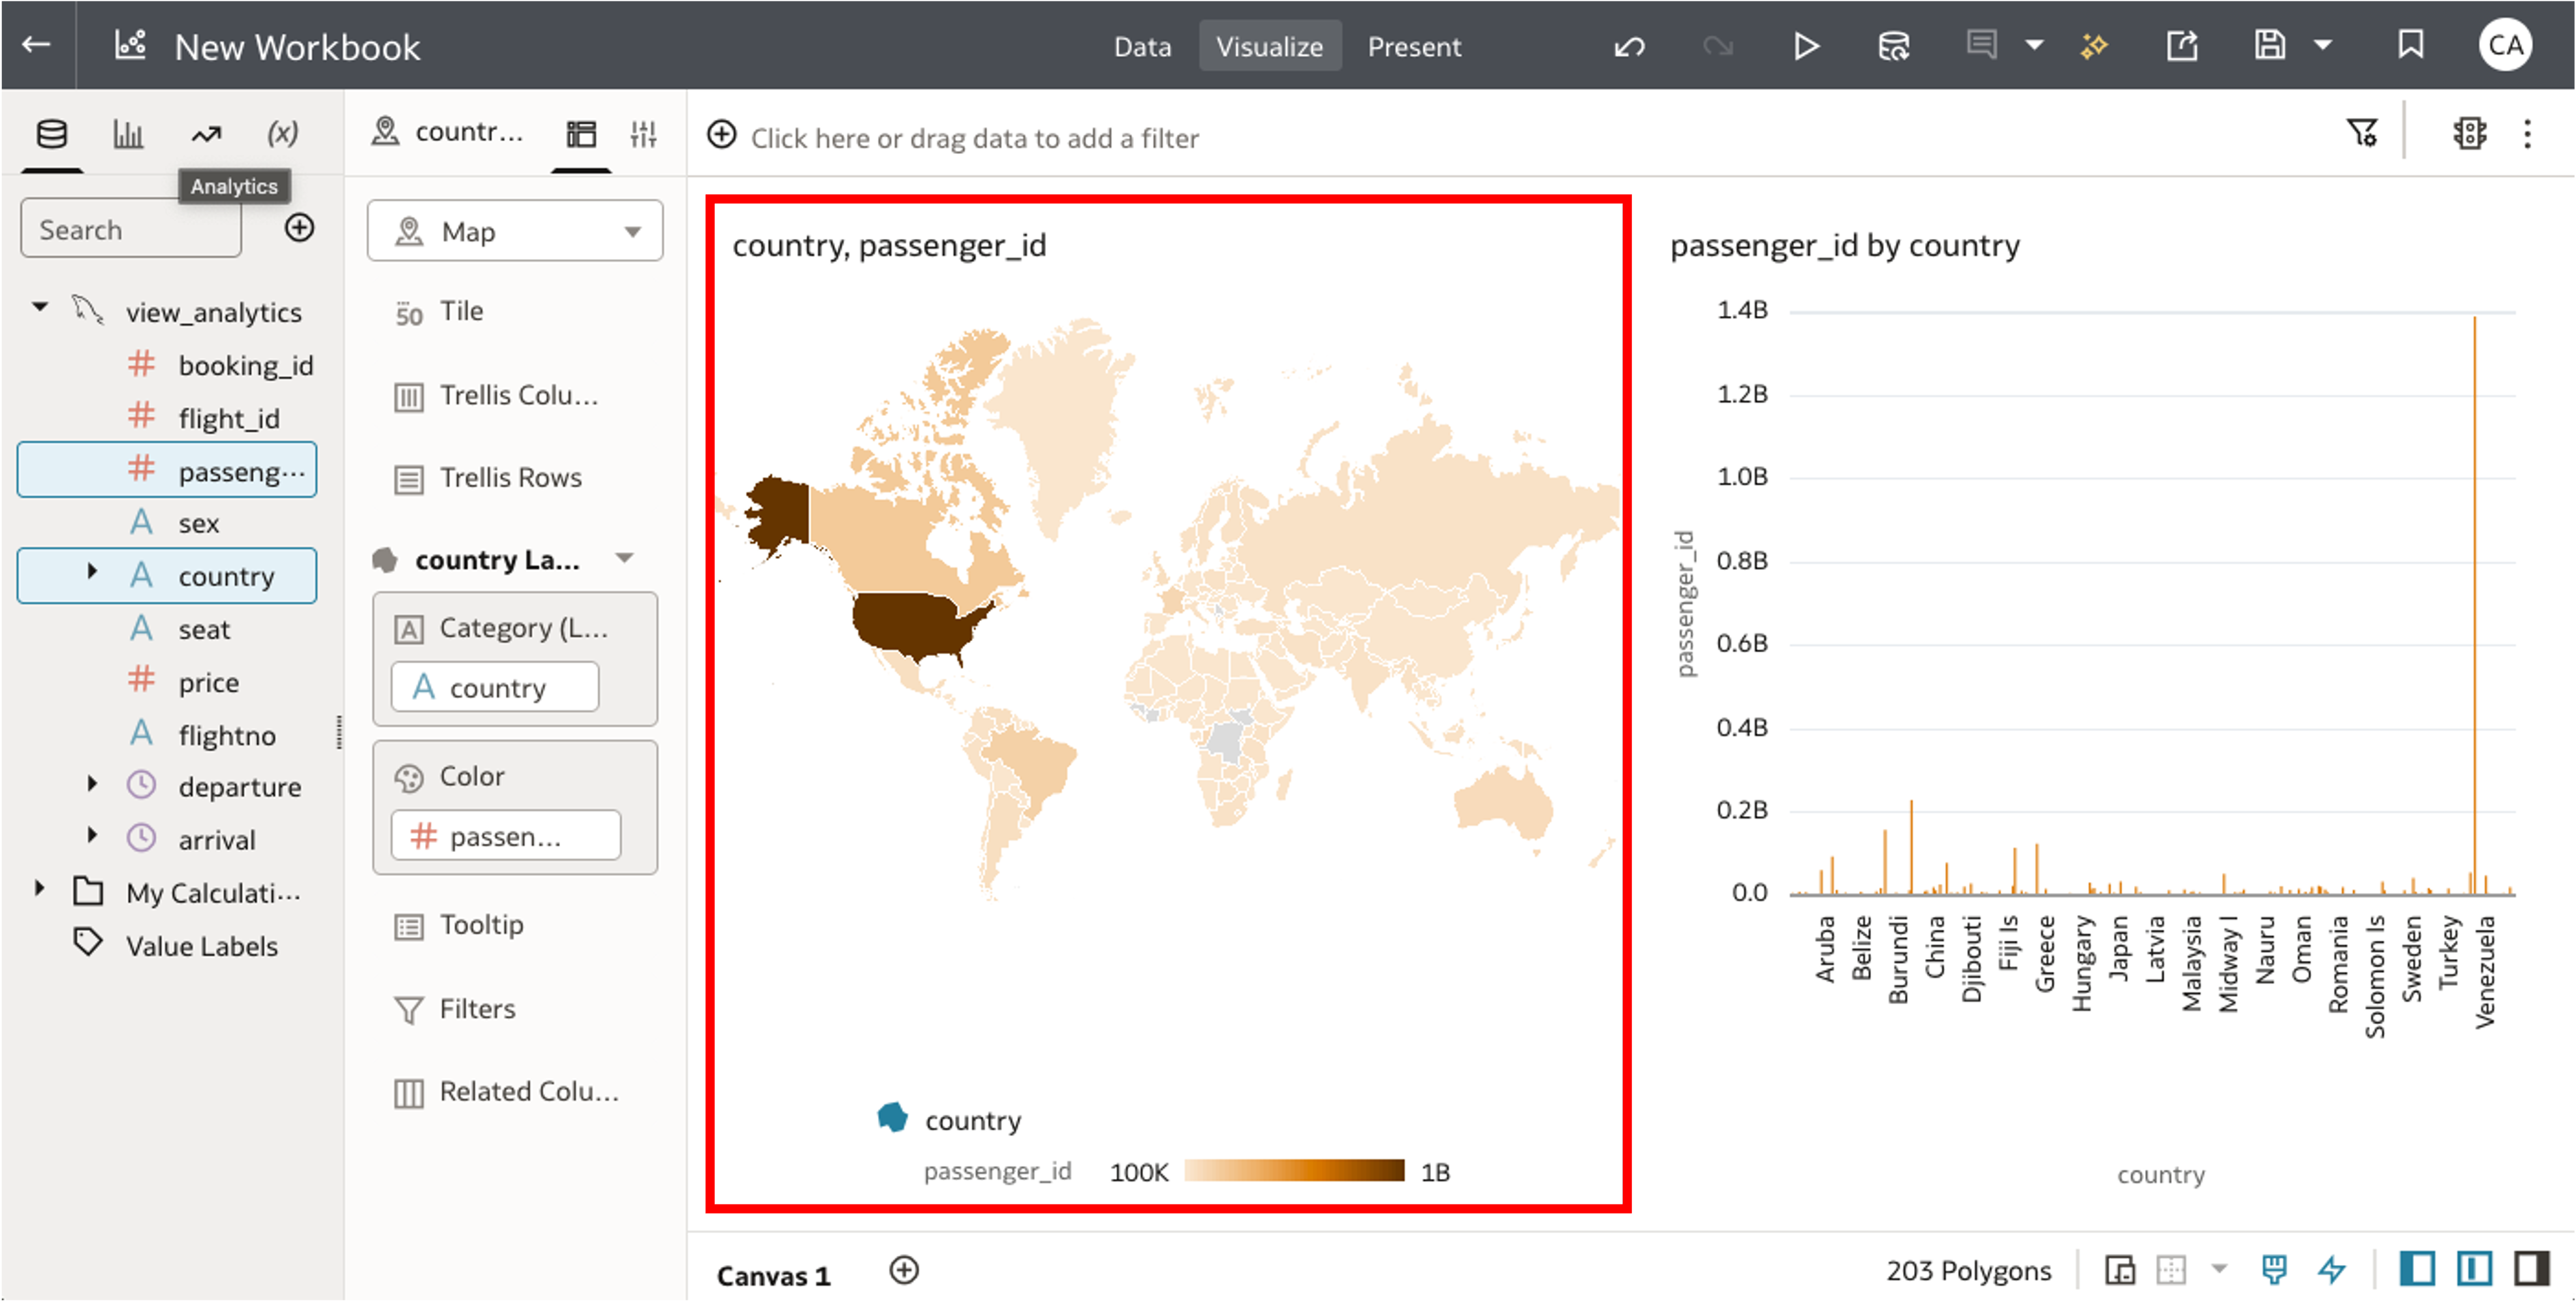 New Workbook
Data Visualize Present
CA
(x)
Analytics
Search
view_analytics
# booking_id
# flight_id
# passeng...
A sex
A country
A seat
# price
A flightno
departure
arrival
My Calculati...
Value Labels
countr...
Map
50 Tile
Trellis Colu...
Trellis Rows
country La...
A Category (L...
A country
Color
# passen...
Tooltip
Filters
Related Colu...
Click here or drag data to add a filter
country, passenger_id
country
passenger_id 100K 1B
passenger_id by country
passenger_id
1.4B
1.2B
1.0B
0.8B
0.6B
0.4B
0.2B
0.0
Aruba
Belize
Burundi
China
Djibouti
Fiji Is
Greece
Hungary
Japan
Latvia
Malaysia
Midway I
Nauru
Oman
Romania
Solomon Is
Sweden
Turkey
Venezuela
country
Canvas 1
203 Polygons